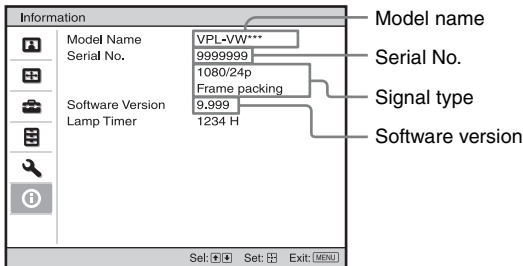 Information
Model Name VPL-VW***
Serial No. 9999999
1080/24p
Frame packing
Software Version 9.999
Lamp Timer 1234 H
Sel: Set: Exit: MENU
Model name
Serial No.
Signal type
Software version